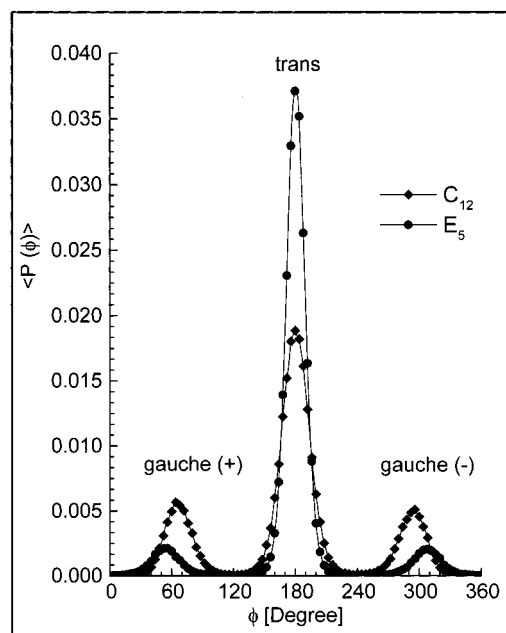 0.040
0.035
0.030
0.025
0.020
0.015
0.010
0.005
0.000
<P (ϕ)>
trans
C₁₂
E₅
gauche (+)
gauche (-)
0 60 120 180 240 300 360
ϕ [Degree]